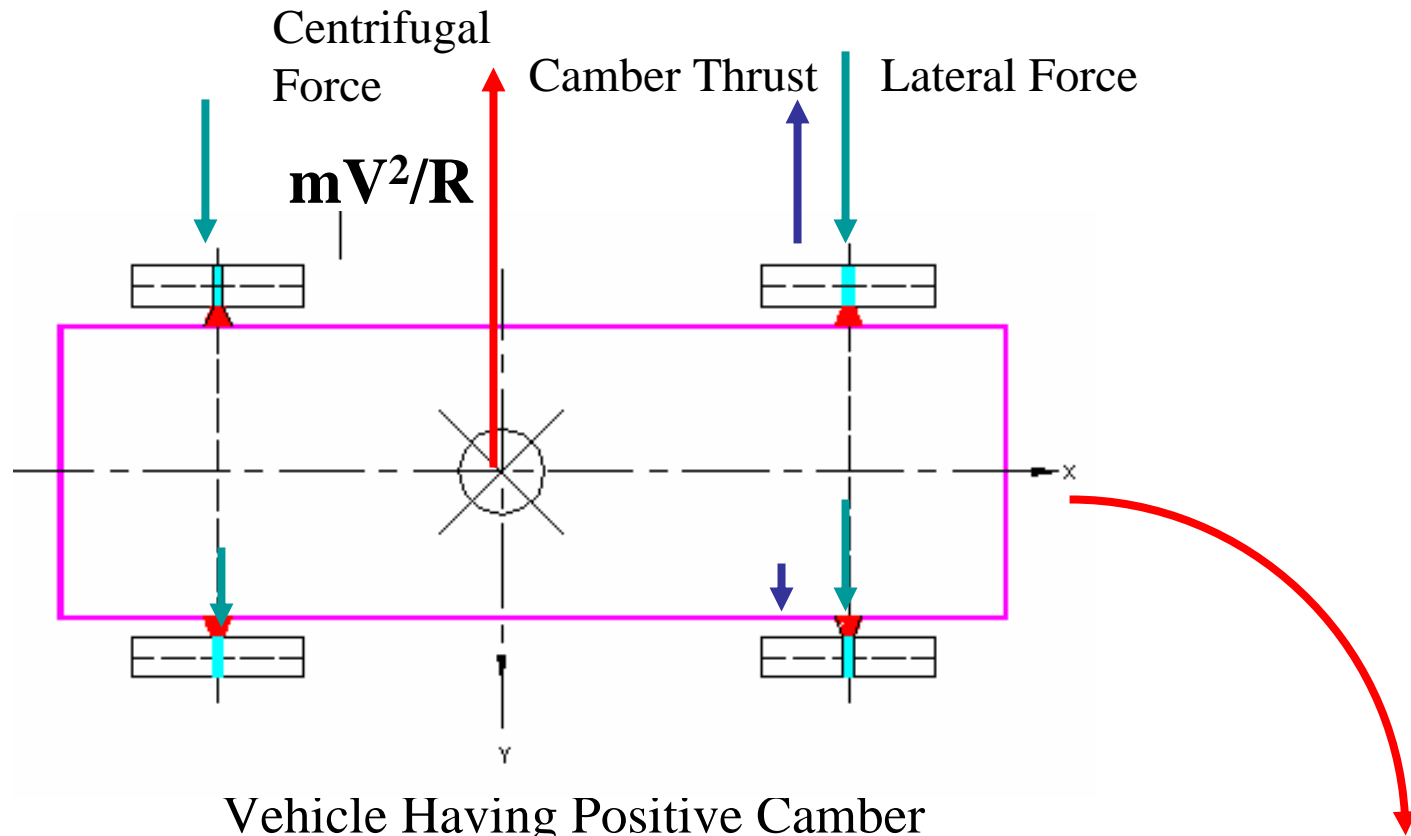 Centrifugal
Force
Camber Thrust
Lateral Force
mV²/R
X
Y
Vehicle Having Positive Camber